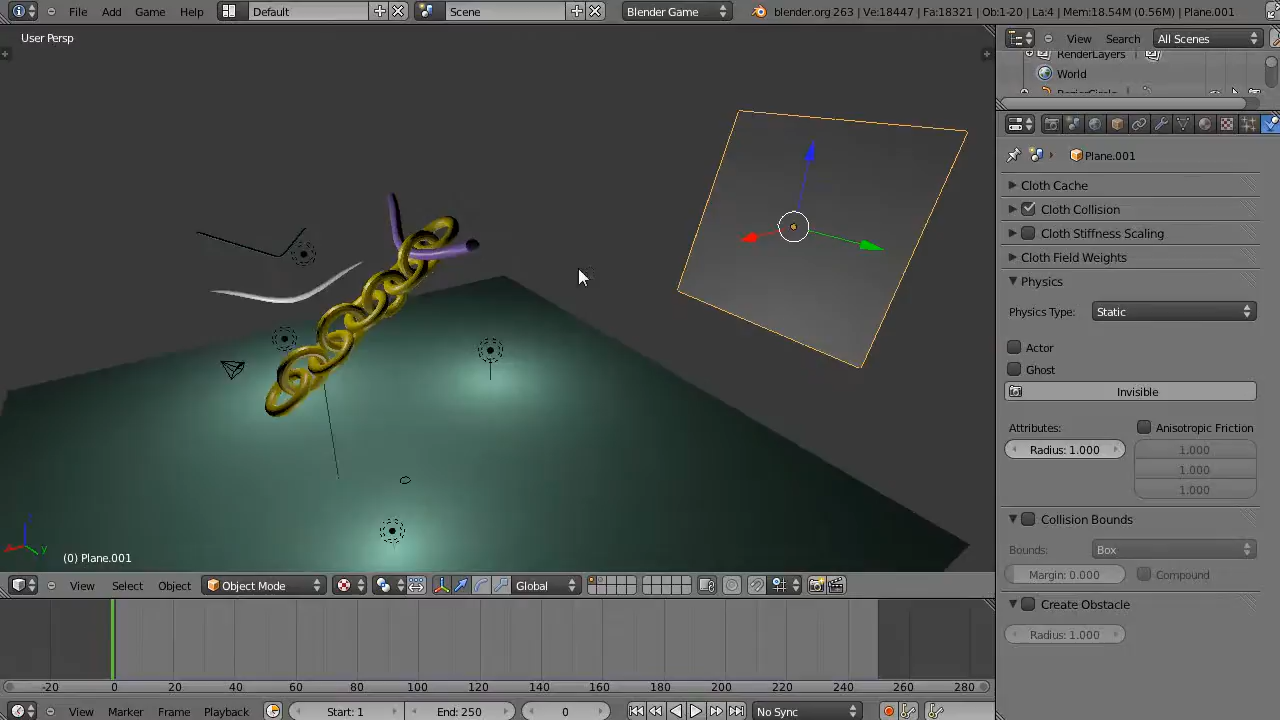 File Add Game Render Window Help Default Scene Blender Game blender.org 263 | Ve:18447 | Fa:18321 | Ob:1-20 | La:4 | Mem:18.54M (0.56M) | Plane.001
User Persp
View Search All Scenes
RenderLayers
World
BezierCircle
Plane.001
Cloth Cache
Cloth Collision
Cloth Stiffness Scaling
Cloth Field Weights
Physics
Physics Type: Static
Actor
Ghost
Invisible
Attributes: Anisotropic Friction
Radius: 1.000 1.000
1.000
1.000
Collision Bounds
Bounds: Box
Margin: 0.000 Compound
Create Obstacle
Radius: 1.000
y
(0) Plane.001
View Select Object Object Mode Global
-20 0 20 40 60 80 100 120 140 160 180 200 220 240 260 280
View Marker Frame Playback Start: 1 End: 250 0 No Sync